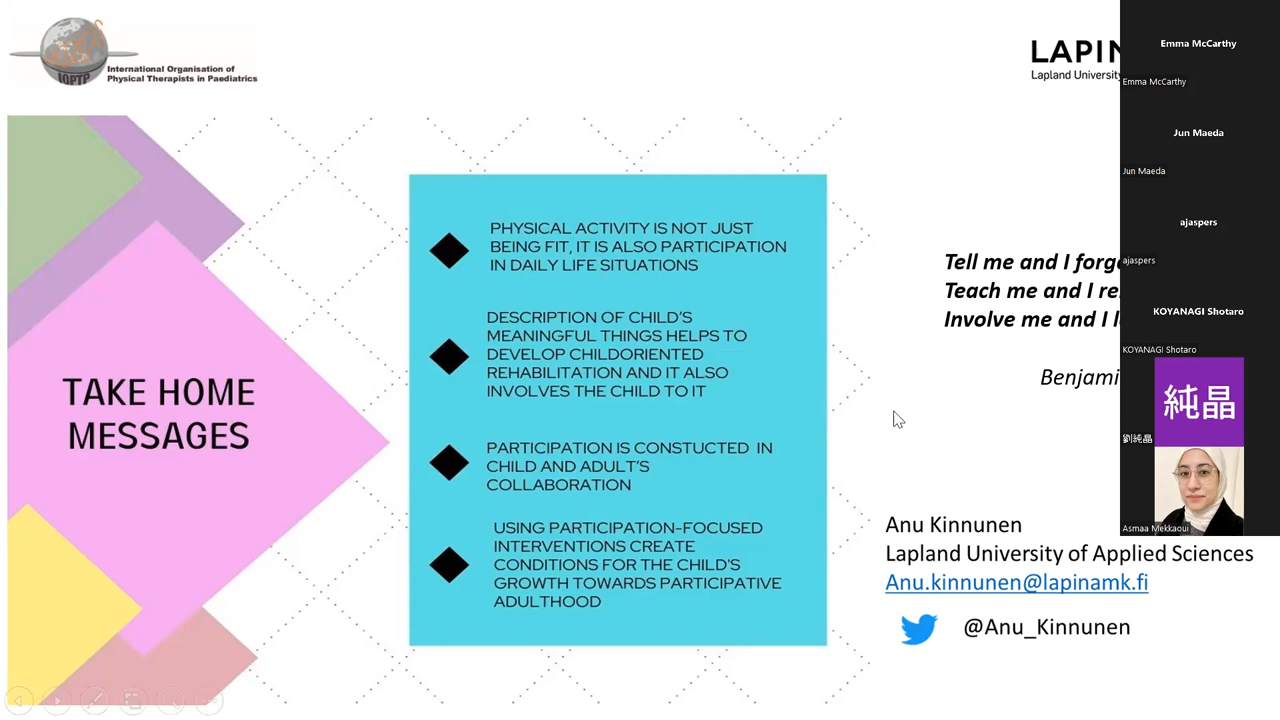 IOPTP
International Organisation of
Physical Therapists in Paediatrics
Lapland
TAKE HOME
MESSAGES
PHYSICAL ACTIVITY IS NOT JUST
BEING FIT, IT IS ALSO PARTICIPATION
IN DAILY LIFE SITUATIONS
DESCRIPTION OF CHILD'S
MEANINGFUL THINGS HELPS TO
DEVELOP CHILDORIENTED
REHABILITATION AND IT ALSO
INVOLVES THE CHILD TO IT
PARTICIPATION IS CONSTUCTED IN
CHILD AND ADULT'S
COLLABORATION
USING PARTICIPATION-FOCUSED
INTERVENTIONS CREATE
CONDITIONS FOR THE CHILD'S
GROWTH TOWARDS PARTICIPATIVE
ADULTHOOD
Tell me and I
Teach me and I
Involve me and I
Anu Kinnunen
Lapland University of Applied Sciences
Anu.kinnunen@lapinamk.fi
@Anu_Kinnunen
Emma McCarthy
Emma McCarthy
Jun Maeda
Jun Maeda
ajaspers
ajaspers
KOYANAGI Shotaro
KOYANAGI Shotaro
純晶
劉純晶
Asmaa Mekkaoui